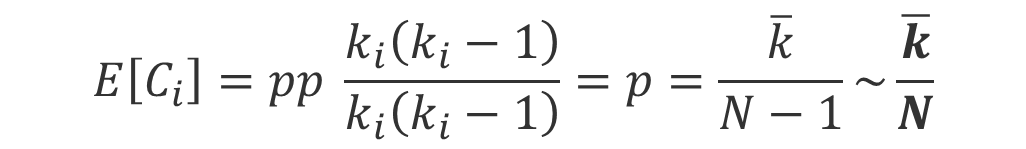 E[C_i] = pp k_i(k_i − 1) / k_i(k_i − 1) = p = k̄ / N − 1 ~ k̄ / N